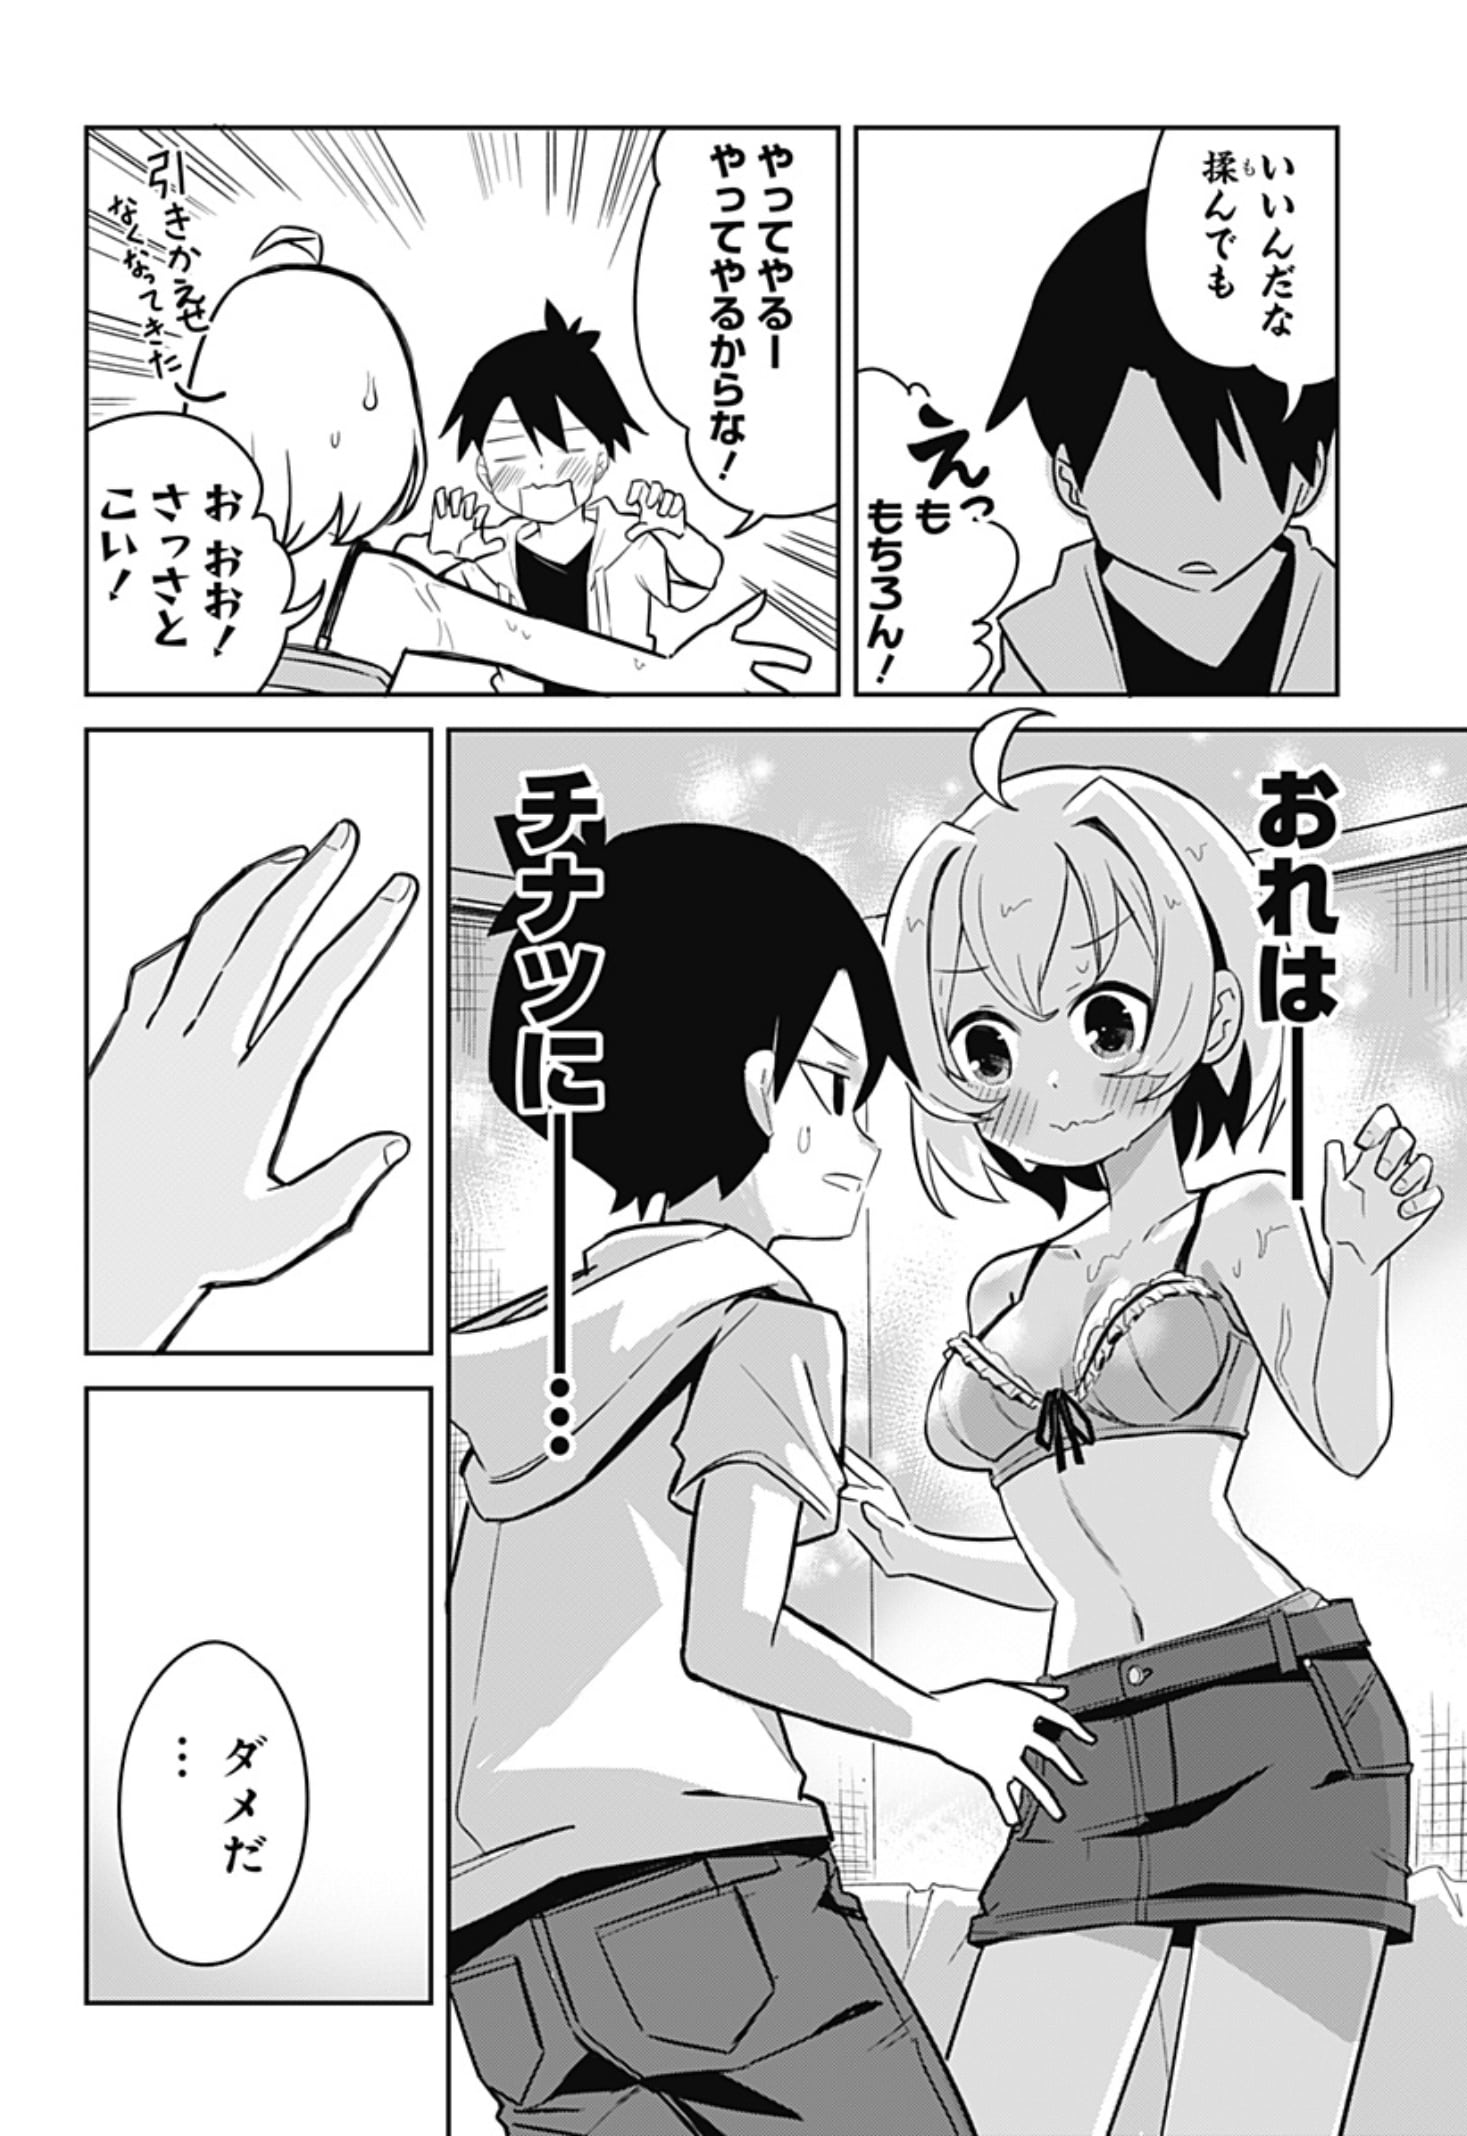 いいんだな
揉んでも
も
えっ
も
もちろん!
やってやるー
やってやるからな!
引きかえせ
なくなってきた
お おお!
さっさと
こい!
おれは──
チナツに──…
ダメだ
…